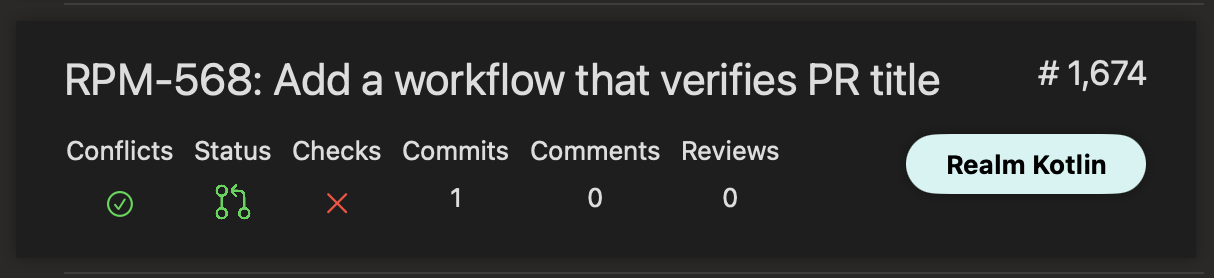 RPM-568: Add a workflow that verifies PR title
# 1,674
Conflicts Status Checks Commits Comments Reviews
1 0 0
Realm Kotlin